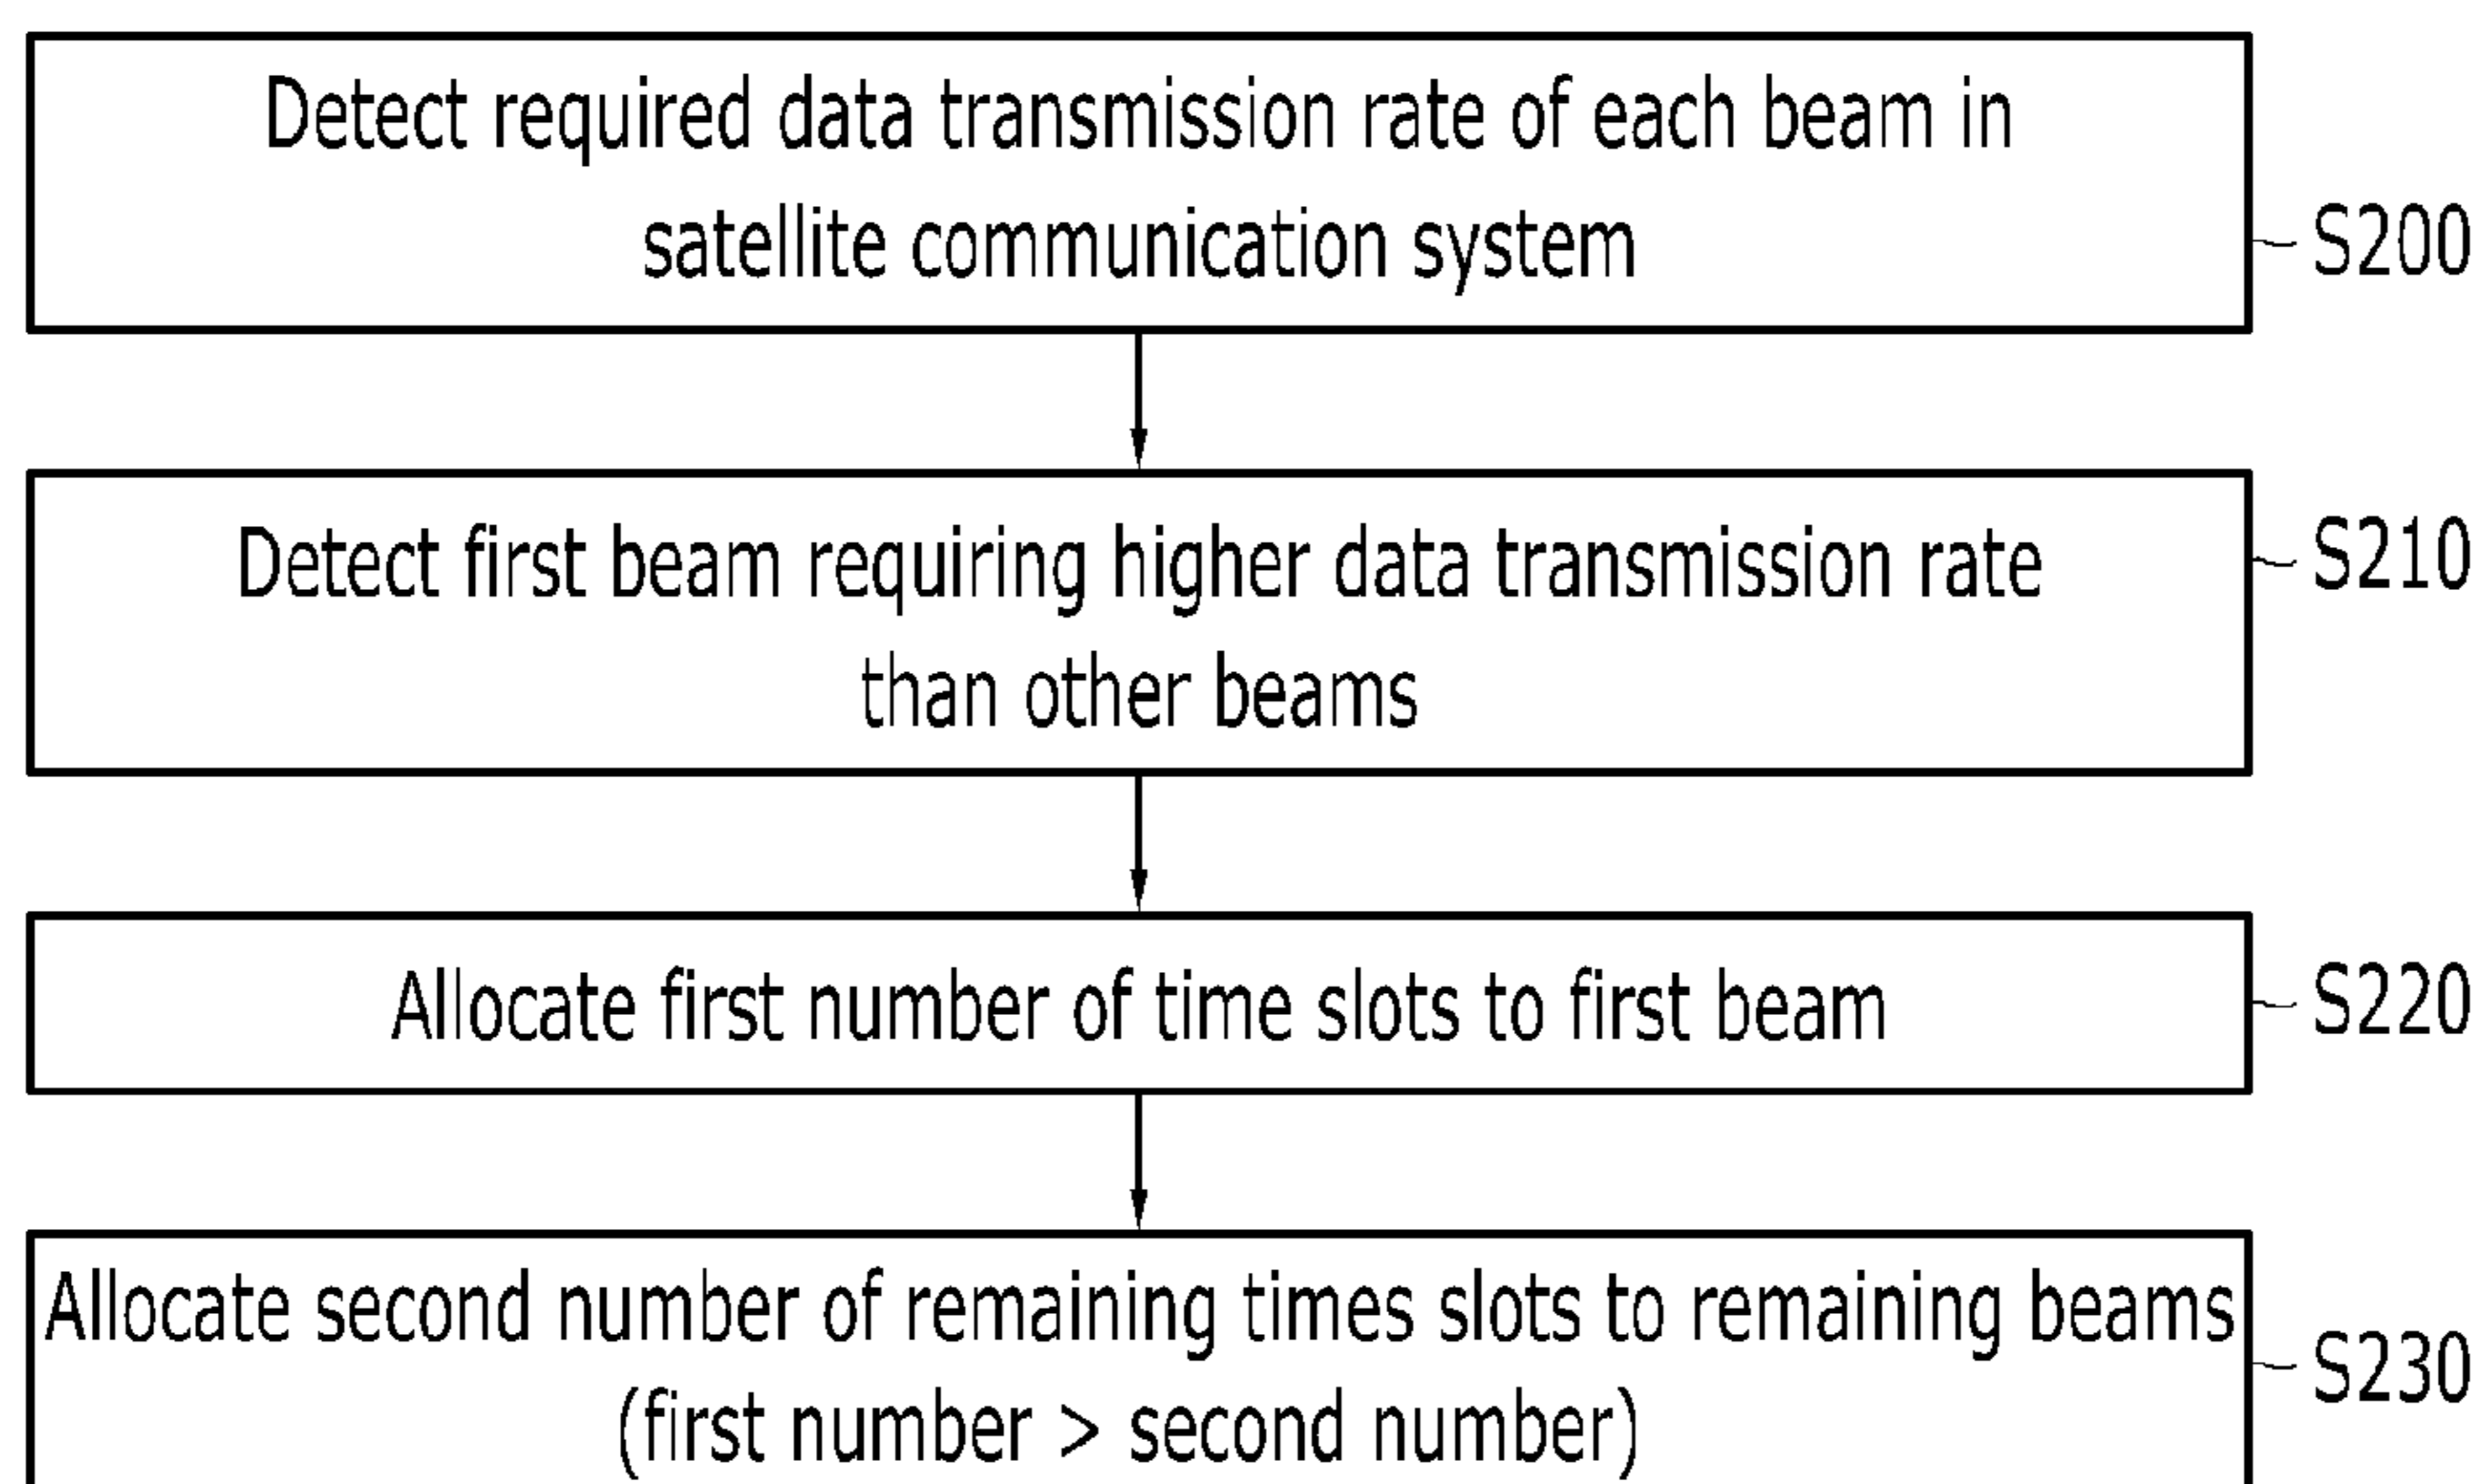 Detect required data transmission rate of each beam in
satellite communication system
S200
Detect first beam requiring higher data transmission rate
than other beams
S210
Allocate first number of time slots to first beam
S220
Allocate second number of remaining times slots to remaining beams
(first number > second number)
S230